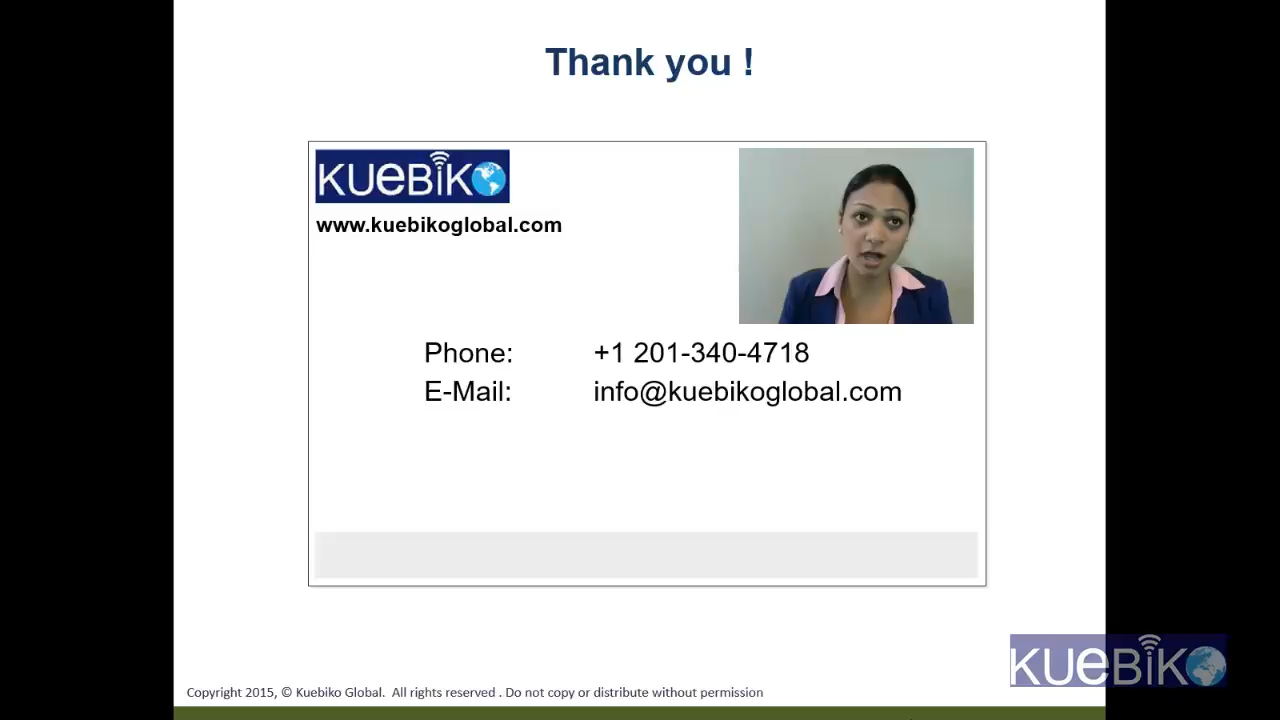 Thank you !
KUEBIKO
www.kuebikoglobal.com
Phone: +1 201-340-4718
E-Mail: info@kuebikoglobal.com
KUEBIKO
Copyright 2015, © Kuebiko Global. All rights reserved . Do not copy or distribute without permission